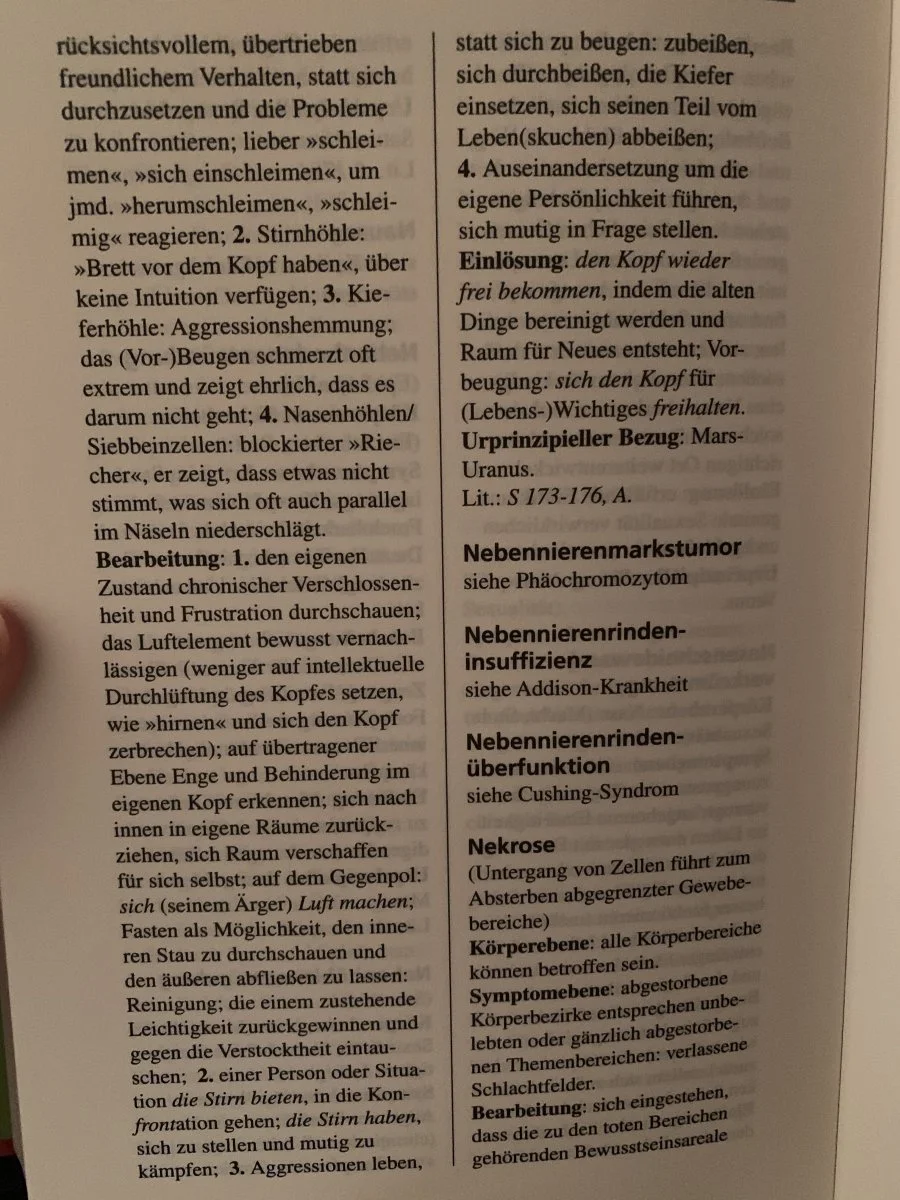 rücksichtsvollem, übertrieben
freundlichem Verhalten, statt sich
durchzusetzen und die Probleme
zu konfrontieren; lieber »schlei-
men«, »sich einschleimen«, um
jmd. »herumschleimen«, »schlei-
mig« reagieren; 2. Stirnhöhle:
»Brett vor dem Kopf haben«, über
keine Intuition verfügen; 3. Kie-
ferhöhle: Aggressionshemmung;
das (Vor-)Beugen schmerzt oft
extrem und zeigt ehrlich, dass es
darum nicht geht; 4. Nasenhöhlen/
Siebbeinzellen: blockierter »Rie-
cher«, er zeigt, dass etwas nicht
stimmt, was sich oft auch parallel
im Näseln niederschlägt.
Bearbeitung: 1. den eigenen
Zustand chronischer Verschlossen-
heit und Frustration durchschauen;
das Luftelement bewusst vernach-
lässigen (weniger auf intellektuelle
Durchlüftung des Kopfes setzen,
wie »hirnen« und sich den Kopf
zerbrechen); auf übertragener
Ebene Enge und Behinderung im
eigenen Kopf erkennen; sich nach
innen in eigene Räume zurück-
ziehen, sich Raum verschaffen
für sich selbst; auf dem Gegenpol:
sich (seinem Ärger) Luft machen;
Fasten als Möglichkeit, den inne-
ren Stau zu durchschauen und
den äußeren abfließen zu lassen:
Reinigung; die einem zustehende
Leichtigkeit zurückgewinnen und
gegen die Verstocktheit eintau-
schen; 2. einer Person oder Situa-
tion die Stirn bieten, in die Kon-
frontation gehen; die Stirn haben,
sich zu stellen und mutig zu
kämpfen; 3. Aggressionen leben,
statt sich zu beugen: zubeißen,
sich durchbeißen, die Kiefer
einsetzen, sich seinen Teil vom
Leben(skuchen) abbeißen;
4. Auseinandersetzung um die
eigene Persönlichkeit führen,
sich mutig in Frage stellen.
Einlösung: den Kopf wieder
frei bekommen, indem die alten
Dinge bereinigt werden und
Raum für Neues entsteht; Vor-
beugung: sich den Kopf für
(Lebens-)Wichtiges freihalten.
Urprinzipieller Bezug: Mars-
Uranus.
Lit.: S 173-176, A.
Nebennierenmarkstumor
siehe Phäochromozytom
Nebennierenrinden-
insuffizienz
siehe Addison-Krankheit
Nebennierenrinden-
überfunktion
siehe Cushing-Syndrom
Nekrose
(Untergang von Zellen führt zum
Absterben abgegrenzter Gewebe-
bereiche)
Körperebene: alle Körperbereiche
können betroffen sein.
Symptomebene: abgestorbene
Körperbezirke entsprechen unbe-
lebten oder gänzlich abgestorbe-
nen Themenbereichen: verlassene
Schlachtfelder.
Bearbeitung: sich eingestehen,
dass die zu den toten Bereichen
gehörenden Bewusstseinsareale